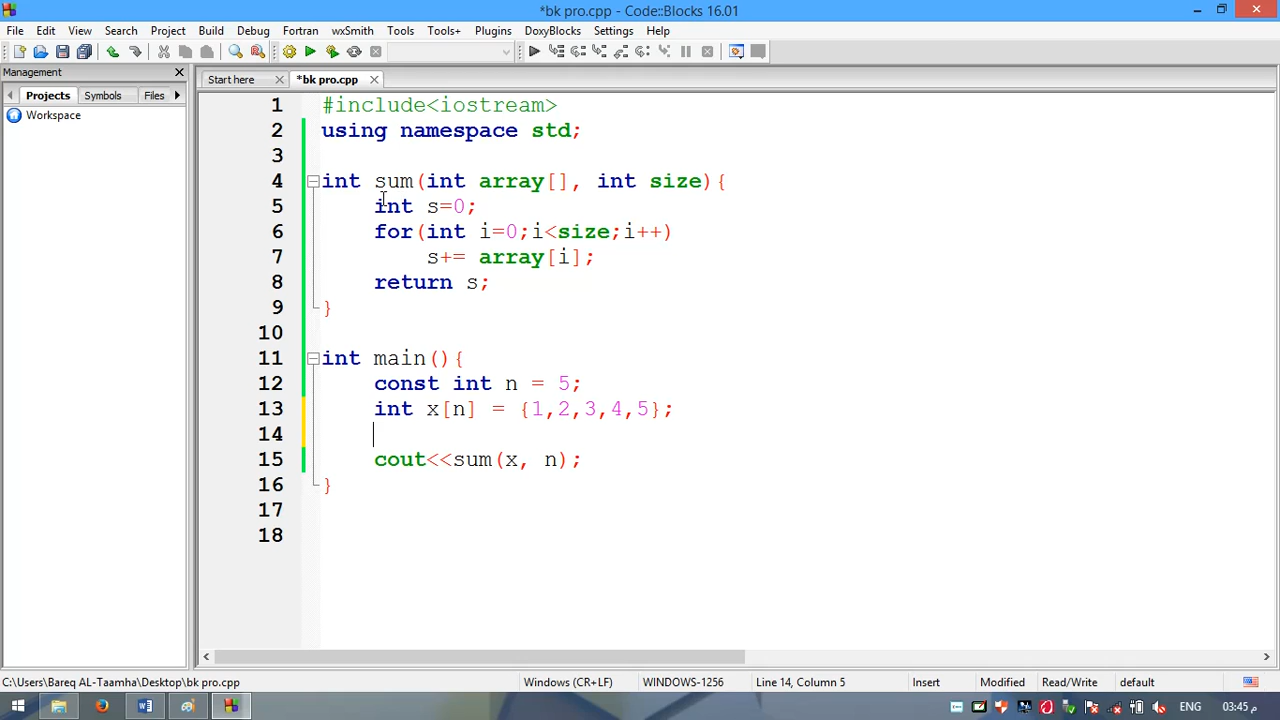 *bk pro.cpp - Code::Blocks 16.01
File Edit View Search Project Build Debug Fortran wxSmith Tools Tools+ Plugins DoxyBlocks Settings Help
Management
Start here *bk pro.cpp
Projects Symbols Files
Workspace
1 #include<iostream>
2 using namespace std;
3
4 int sum(int array[], int size){
5 int s=0;
6 for(int i=0;i<size;i++)
7 s+= array[i];
8 return s;
9 }
10
11 int main(){
12 const int n = 5;
13 int x[n] = {1,2,3,4,5};
14
15 cout<<sum(x, n);
16 }
17
18
C:\Users\Bareq AL-Taamha\Desktop\bk pro.cpp Windows (CR+LF) WINDOWS-1256 Line 14, Column 5 Insert Modified Read/Write default
ENG 03:45 م